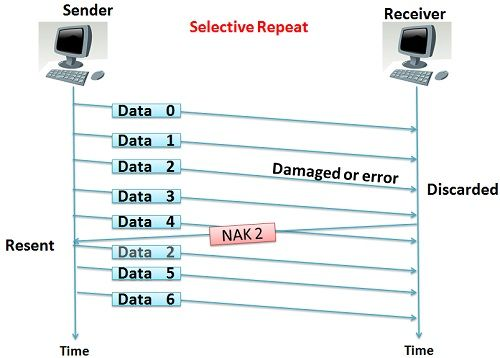 Sender
Receiver
Selective Repeat
Data 0
Data 1
Data 2
Damaged or error
Data 3
Discarded
Data 4
NAK 2
Resent
Data 2
Data 5
Data 6
Time
Time